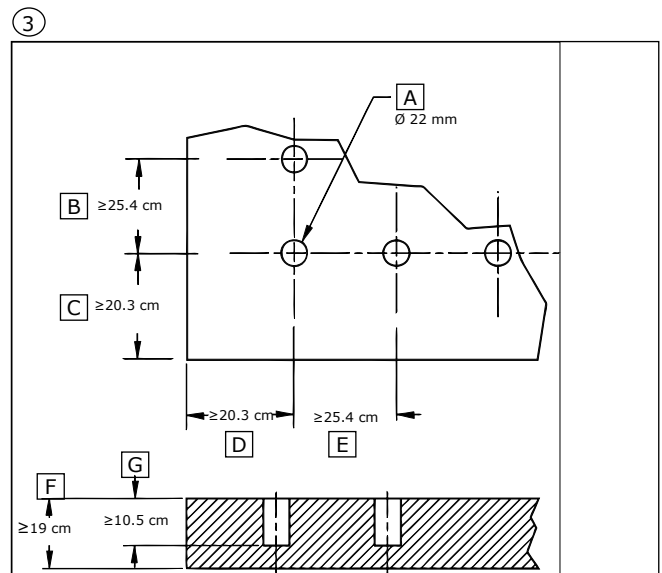 3
A
Ø 22 mm
B ≥25.4 cm
C ≥20.3 cm
≥20.3 cm ≥25.4 cm
D E
G
F
≥10.5 cm
≥19 cm